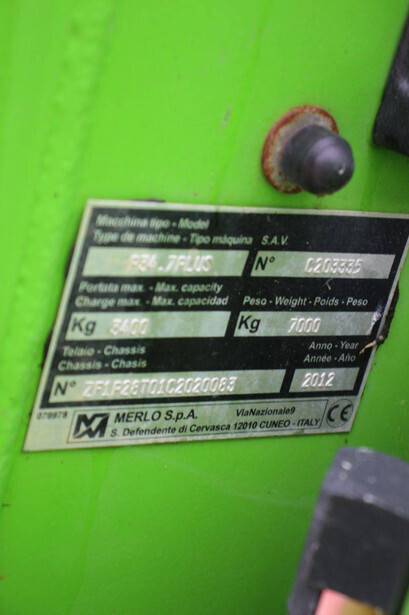 Macchina tipo - Model
Type de machine - Tipo máquina S.A.V.
P34.7PLUS N° C203335
Portata max. - Max. capacity
Charge max. - Max. capacidad Peso - Weight - Poids - Peso
Kg 3400 Kg 7000
Telaio - Chassis Anno - Year
Chassis - Chasis Année - Año
N° ZF1P28T01C2020083 2012
079978
MERLO S.p.A. ViaNazionale9
S. Defendente di Cervasca 12010 CUNEO - ITALY CE